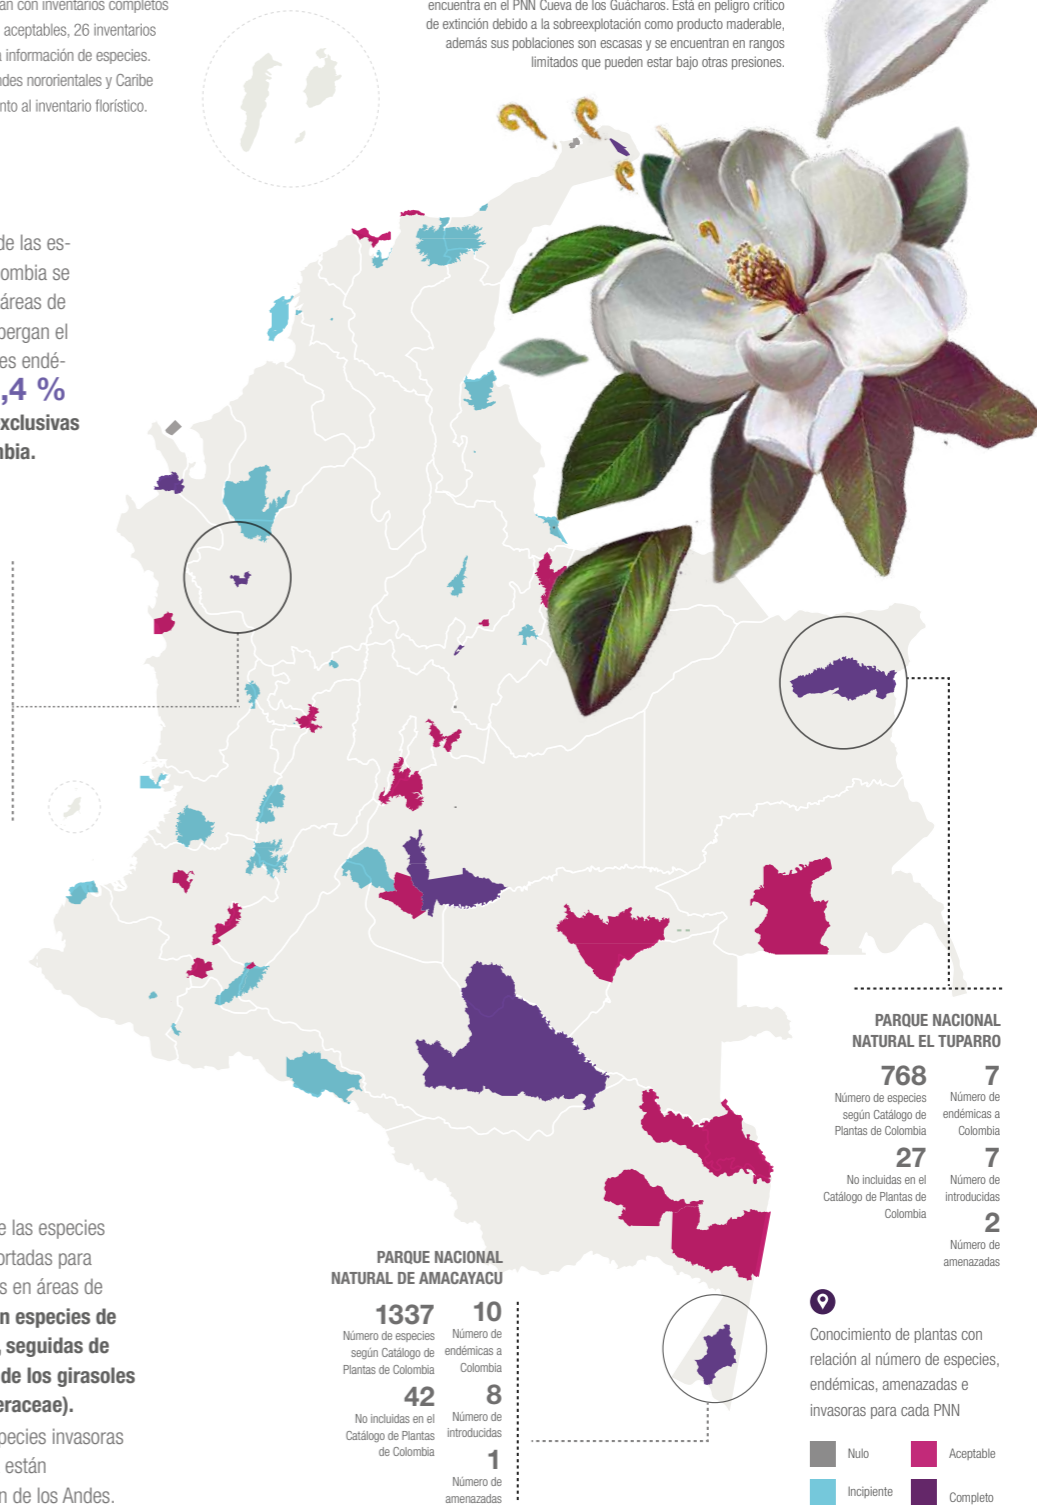 an con inventarios completos
aceptables, 26 inventarios
a información de especies.
ndes nororientales y Caribe
nto al inventario florístico.
encuentra en el PNN Cueva de los Guácharos. Está en peligro crítico
de extinción debido a la sobreexplotación como producto maderable,
además sus poblaciones son escasas y se encuentran en rangos
limitados que pueden estar bajo otras presiones.
de las es-
ombia se
áreas de
bergan el
es endé-
,4 %
xclusivas
nbia.
PARQUE NACIONAL
NATURAL EL TUPARRO
768
Número de especies
según Catálogo de
Plantas de Colombia
7
Número de
endémicas a
Colombia
27
No incluidas en el
Catálogo de Plantas de
Colombia
7
Número de
introducidas
2
Número de
amenazadas
e las especies
ortadas para
s en áreas de
n especies de
, seguidas de
de los girasoles
eraceae).
pecies invasoras
están
n de los Andes.
PARQUE NACIONAL
NATURAL DE AMACAYACU
1337
Número de especies
según Catálogo de
Plantas de Colombia
10
Número de
endémicas a
Colombia
42
No incluidas en el
Catálogo de Plantas
de Colombia
8
Número de
introducidas
1
Número de
amenazadas
Conocimiento de plantas con
relación al número de especies,
endémicas, amenazadas e
invasoras para cada PNN
Nulo
Aceptable
Incipiente
Completo